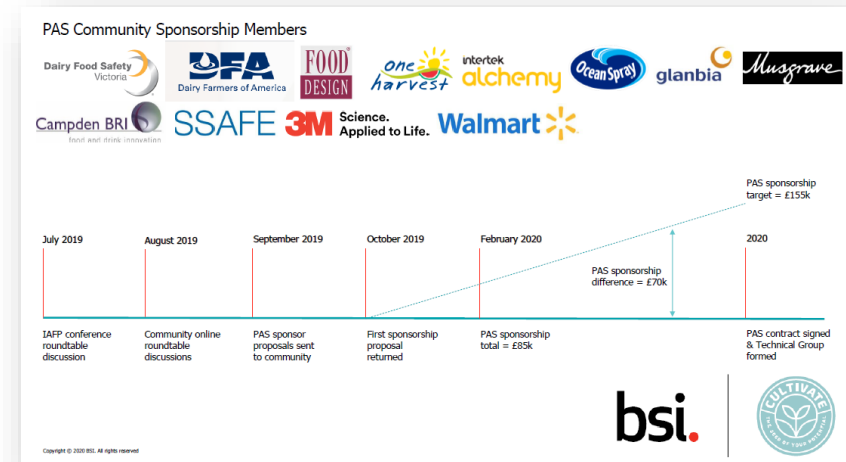 PAS Community Sponsorship Members
Dairy Food Safety
Victoria
DFA
Dairy Farmers of America
FOOD
DESIGN
one
harvest
intertek
alchemy
Ocean Spray
glanbia
Musgrave
Campden BRI
food and drink innovation
SSAFE
3M Science.
Applied to Life.
Walmart
PAS sponsorship
target = £155k
July 2019
August 2019
September 2019
October 2019
February 2020
2020
PAS sponsorship
difference = £70k
IAFP conference
roundtable
discussion
Community online
roundtable
discussions
PAS sponsor
proposals sent
to community
First sponsorship
proposal
returned
PAS sponsorship
total = £85k
PAS contract signed
& Technical Group
formed
bsi.
CULTIVATE
Copyright © 2020 BSI. All rights reserved